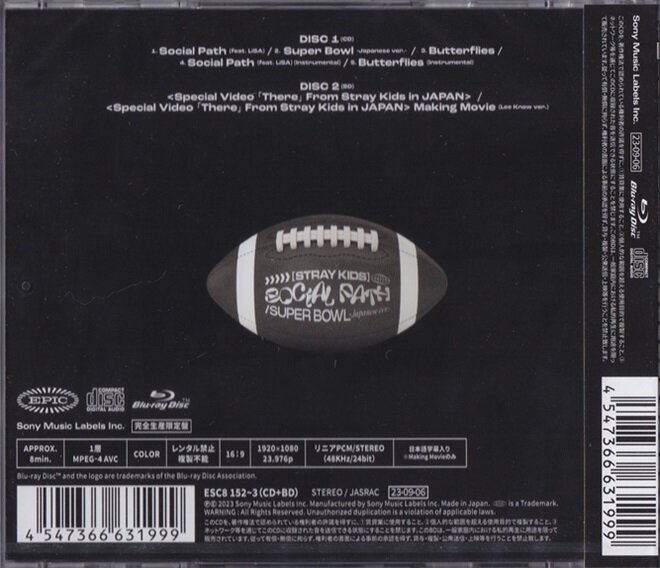 DISC 1 (CD)
1. Social Path (feat. LiSA) / 2. Super Bowl -Japanese ver.- / 3. Butterflies /
4. Social Path (feat. LiSA) (Instrumental) / 5. Butterflies (Instrumental)
DISC 2 (BD)
<Special Video「There」From Stray Kids in JAPAN> /
<Special Video「There」From Stray Kids in JAPAN> Making Movie (Lee Know ver.)
[STRAY KIDS]
SOCIAL PATH
/SUPER BOWL -Japanese ver.-
EPIC
COMPACT disc DIGITAL AUDIO
Blu-ray Disc™
Sony Music Labels Inc. 完全生産限定盤
APPROX. 8min.
1層 MPEG-4 AVC
COLOR
レンタル禁止 複製不能
16:9
1920×1080 23.976p
リニアPCM/STEREO (48KHz/24bit)
日本語字幕入り ※Making Movieのみ
Blu-ray Disc™ and the logo are trademarks of the Blu-ray Disc Association.
4 547366 631999
ESC8 152~3 (CD+BD) STEREO / JASRAC 23-09-06
℗© 2023 Sony Music Labels Inc. Manufactured by Sony Music Labels Inc. Made in Japan. EPIC is a Trademark.
WARNING : All Rights Reserved. Unauthorized duplication is a violation of applicable laws.
Sony Music Labels Inc. 23-09-06
Blu-ray Disc
COMPACT disc DIGITAL AUDIO
4 547366 631999